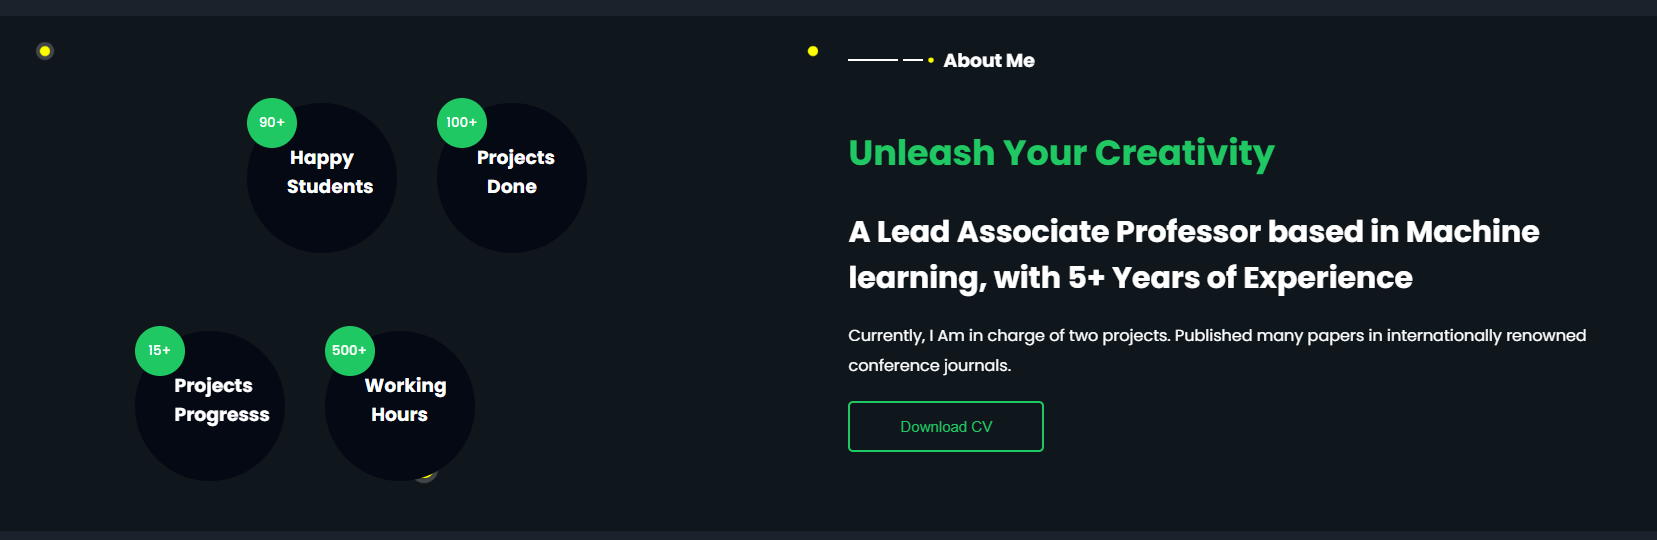 90+
Happy
Students
100+
Projects
Done
15+
Projects
Progresss
500+
Working
Hours
About Me
Unleash Your Creativity
A Lead Associate Professor based in Machine
learning, with 5+ Years of Experience
Currently, I Am in charge of two projects. Published many papers in internationally renowned
conference journals.
Download CV